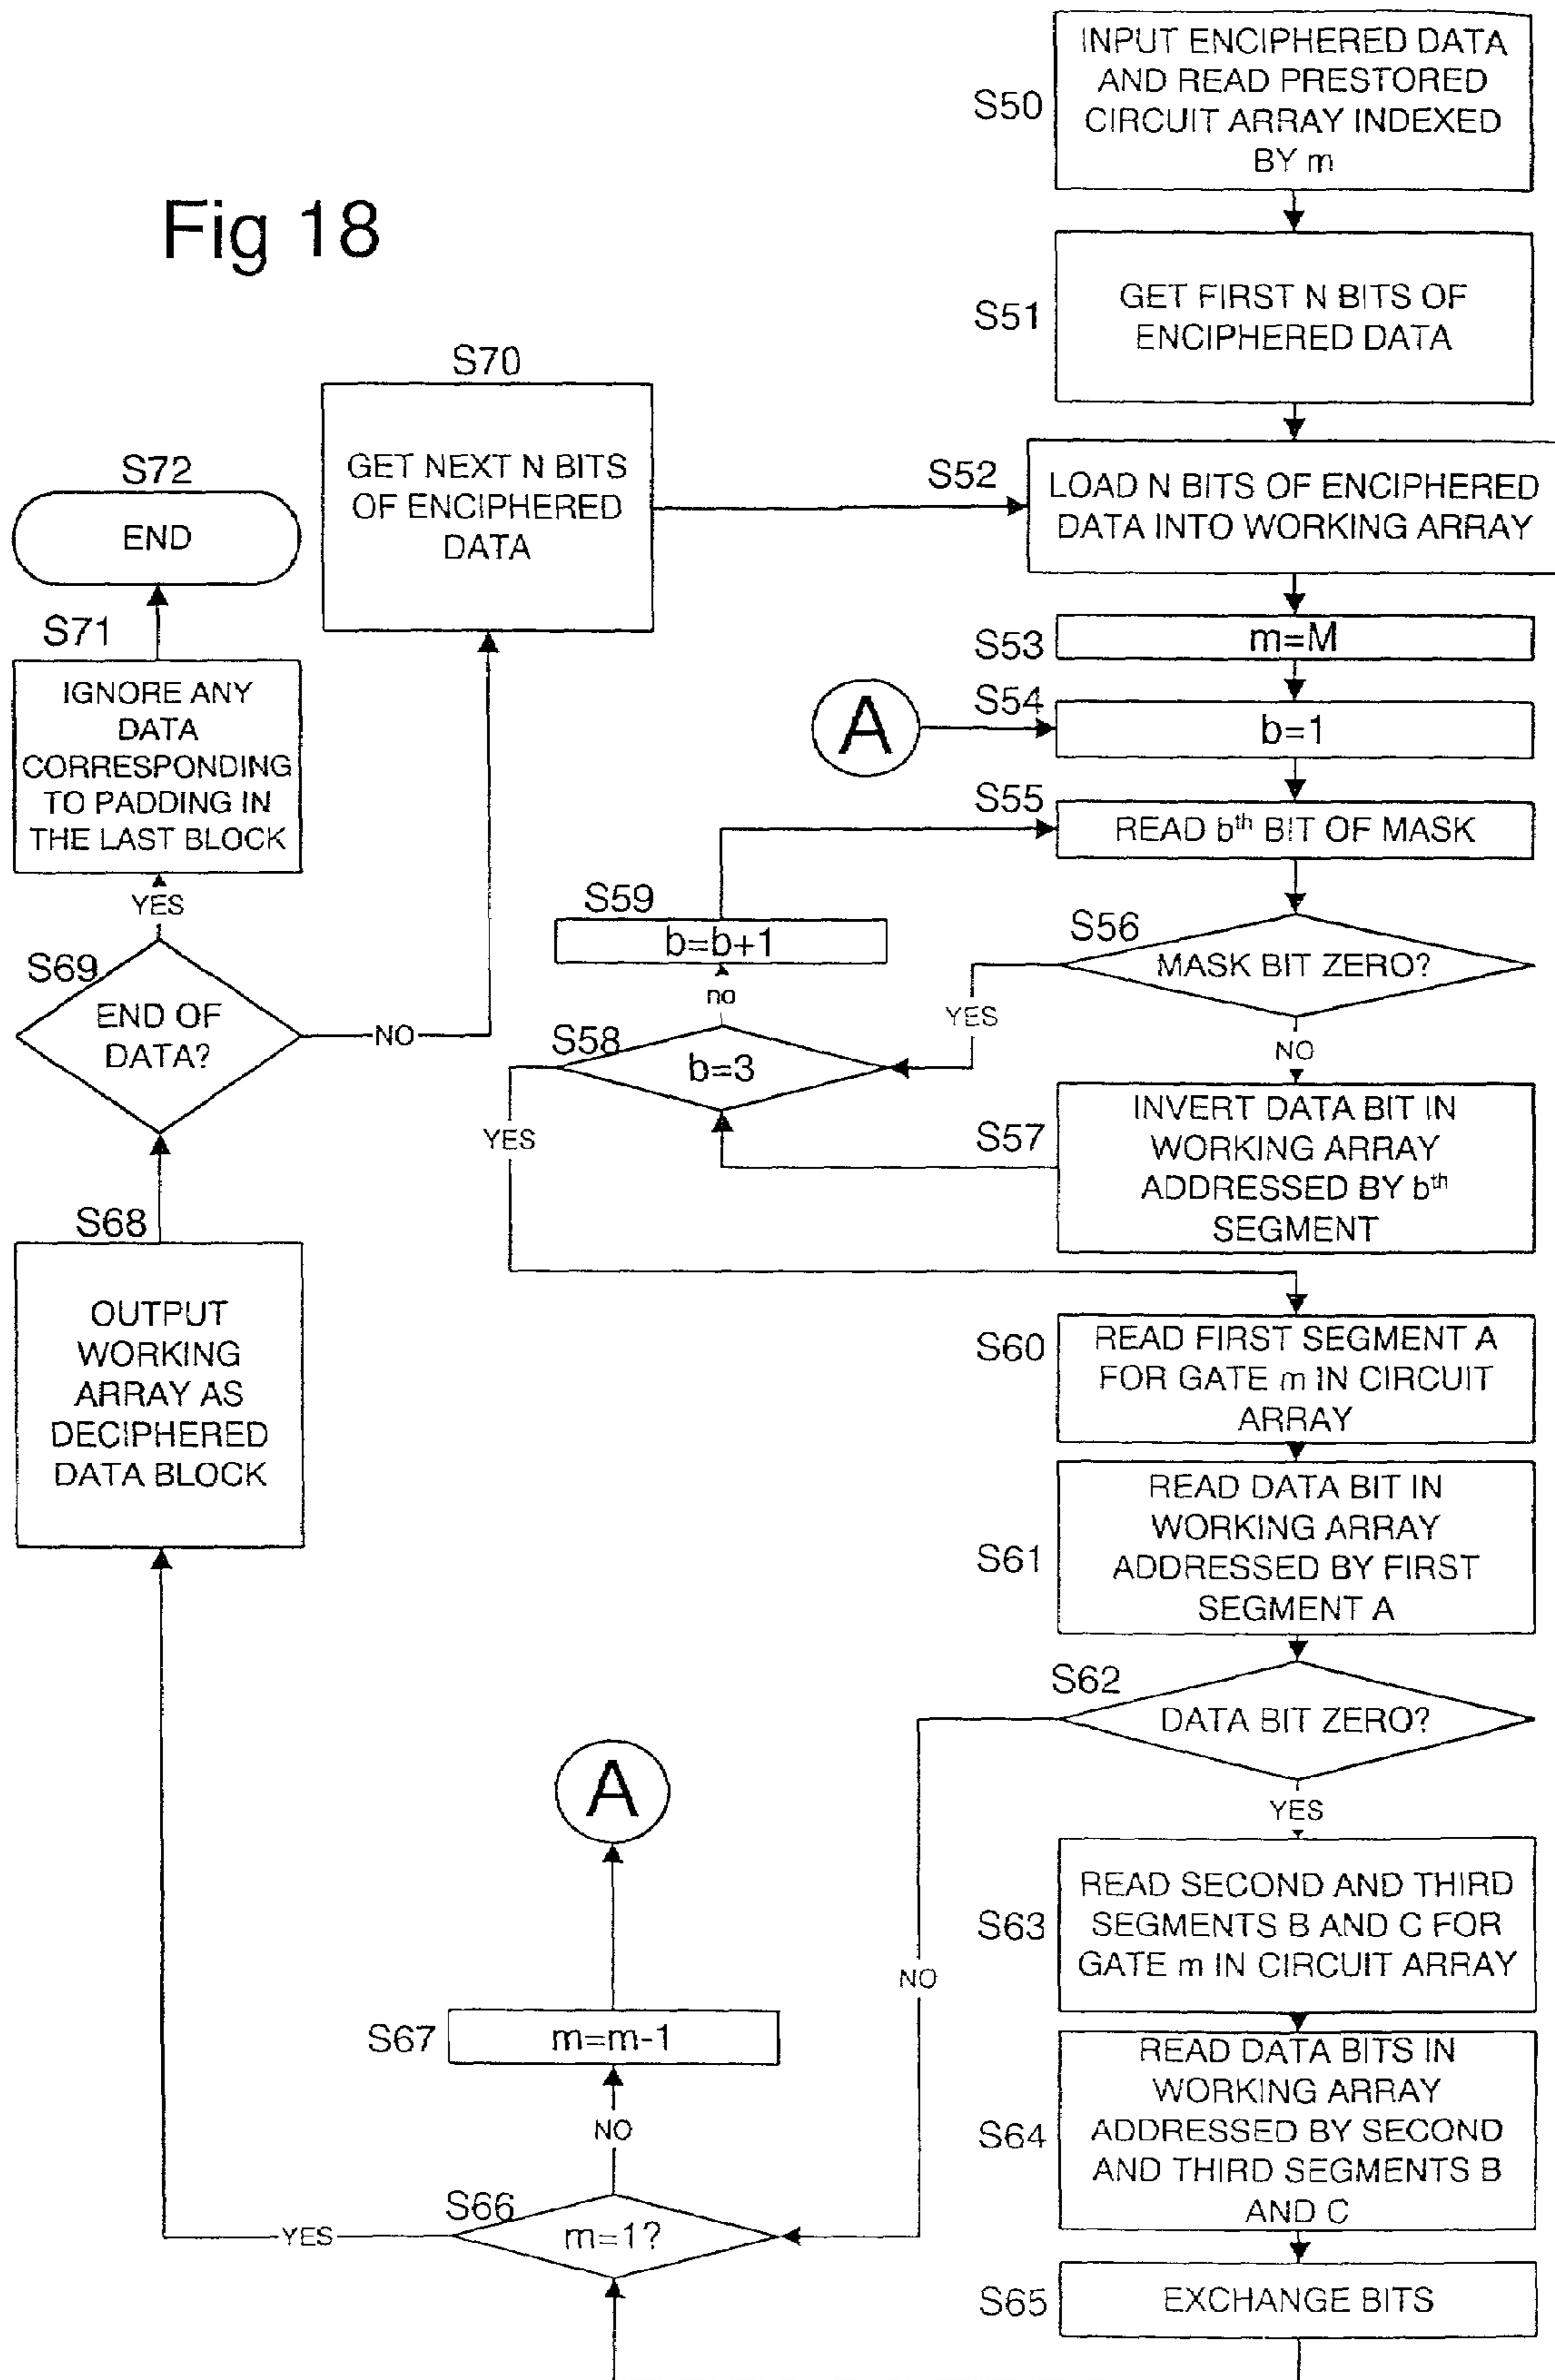 Fig 18
S50
INPUT ENCIPHERED DATA
AND READ PRESTORED
CIRCUIT ARRAY INDEXED
BY m
S51
GET FIRST N BITS OF
ENCIPHERED DATA
S70
GET NEXT N BITS
OF ENCIPHERED
DATA
S52
LOAD N BITS OF ENCIPHERED
DATA INTO WORKING ARRAY
S72
END
S53
m=M
A
S54
b=1
S71
IGNORE ANY
DATA
CORRESPONDING
TO PADDING IN
THE LAST BLOCK
S55
READ bth BIT OF MASK
YES
S59
b=b+1
S56
MASK BIT ZERO?
YES
NO
no
S69
END OF
DATA?
NO
S58
b=3
YES
S57
INVERT DATA BIT IN
WORKING ARRAY
ADDRESSED BY bth
SEGMENT
S68
OUTPUT
WORKING
ARRAY AS
DECIPHERED
DATA BLOCK
S60
READ FIRST SEGMENT A
FOR GATE m IN CIRCUIT
ARRAY
S61
READ DATA BIT IN
WORKING ARRAY
ADDRESSED BY FIRST
SEGMENT A
S62
DATA BIT ZERO?
YES
NO
A
S63
READ SECOND AND THIRD
SEGMENTS B AND C FOR
GATE m IN CIRCUIT ARRAY
S67
m=m-1
NO
S64
READ DATA BITS IN
WORKING ARRAY
ADDRESSED BY SECOND
AND THIRD SEGMENTS B
AND C
S66
m=1?
YES
S65
EXCHANGE BITS